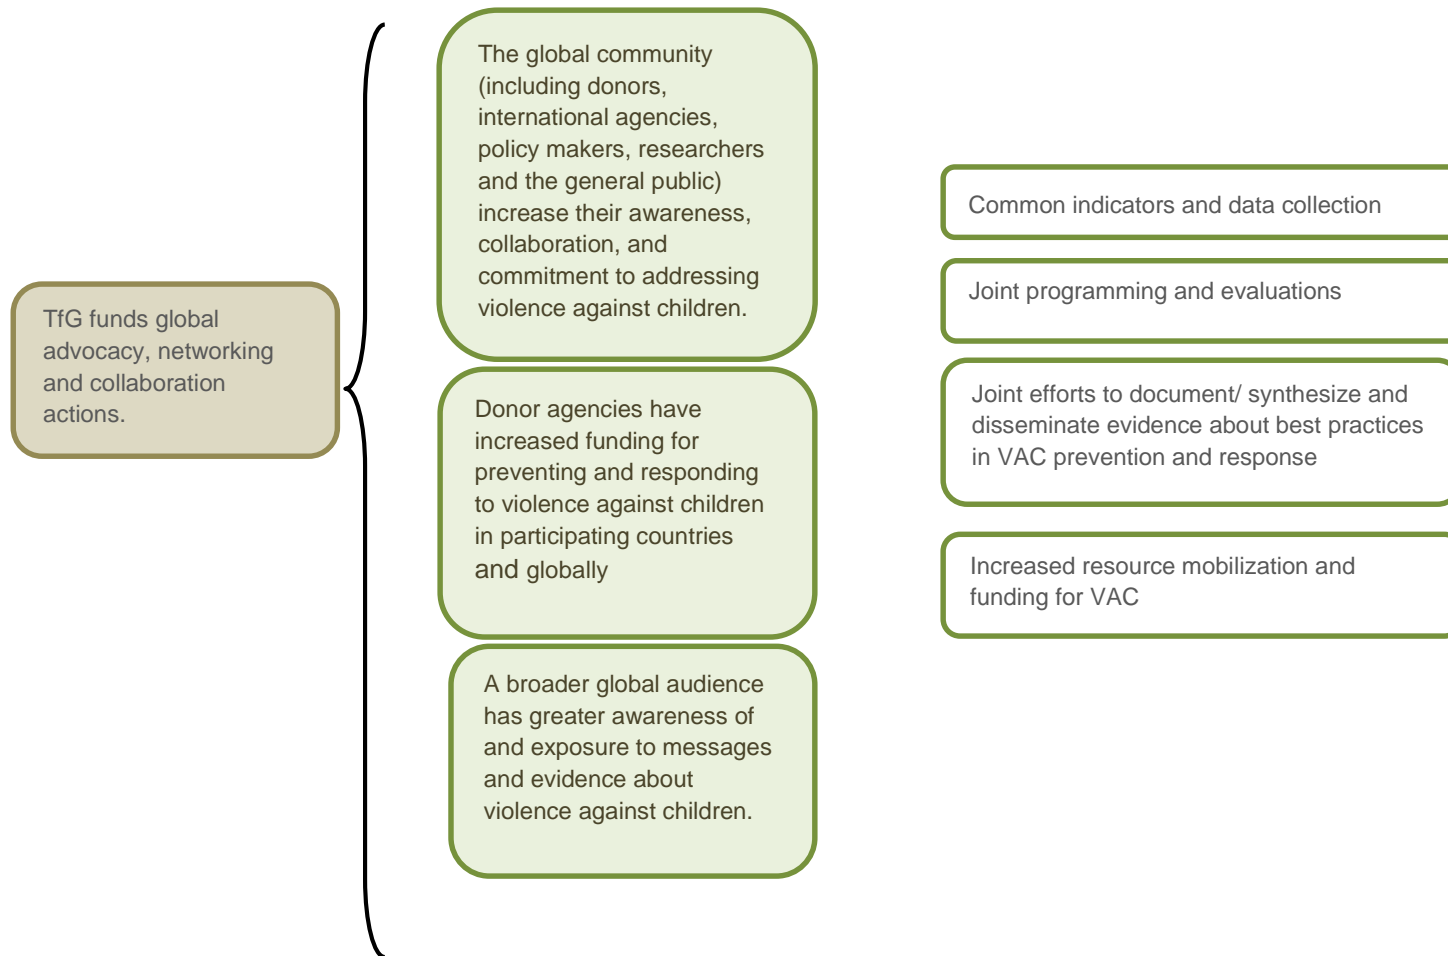 TfG funds global
advocacy, networking
and collaboration
actions.
The global community
(including donors,
international agencies,
policy makers, researchers
and the general public)
increase their awareness,
collaboration, and
commitment to addressing
violence against children.
Donor agencies have
increased funding for
preventing and responding
to violence against children
in participating countries
and globally
A broader global audience
has greater awareness of
and exposure to messages
and evidence about
violence against children.
Common indicators and data collection
Joint programming and evaluations
Joint efforts to document/ synthesize and
disseminate evidence about best practices
in VAC prevention and response
Increased resource mobilization and
funding for VAC